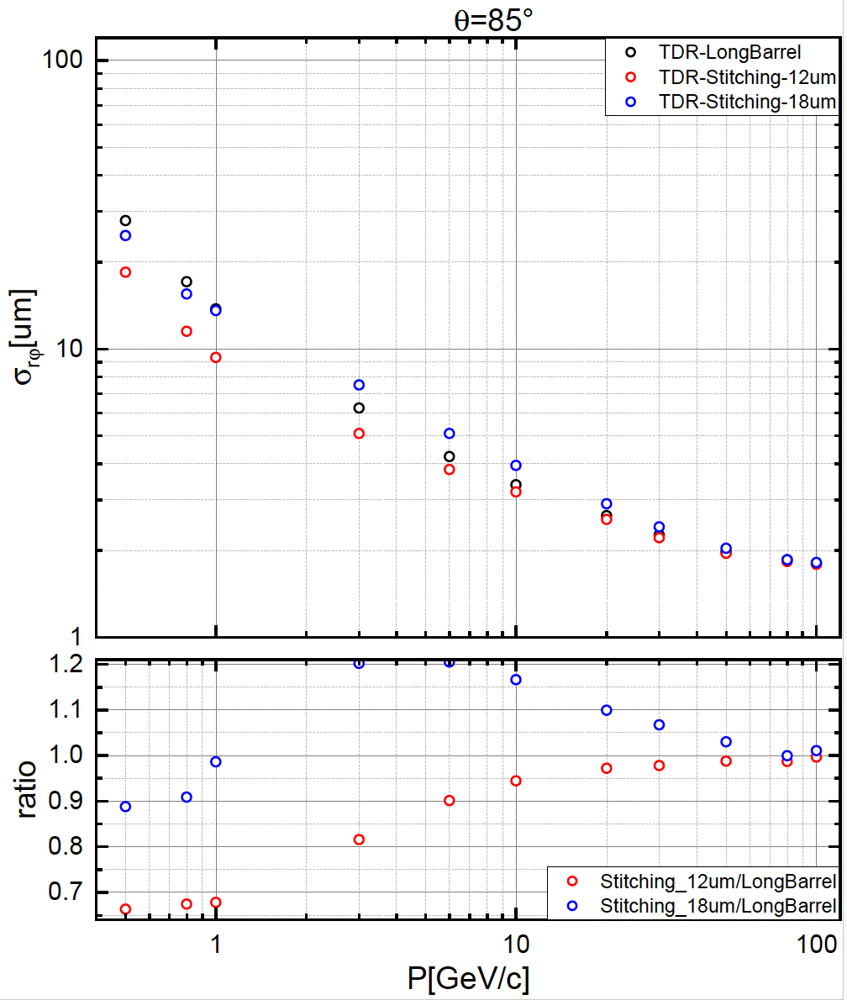 θ=85°
100
10
1
σrφ[um]
TDR-LongBarrel
TDR-Stitching-12um
TDR-Stitching-18um
1.2
1.1
1.0
0.9
0.8
0.7
ratio
Stitching_12um/LongBarrel
Stitching_18um/LongBarrel
1 10 100
P[GeV/c]